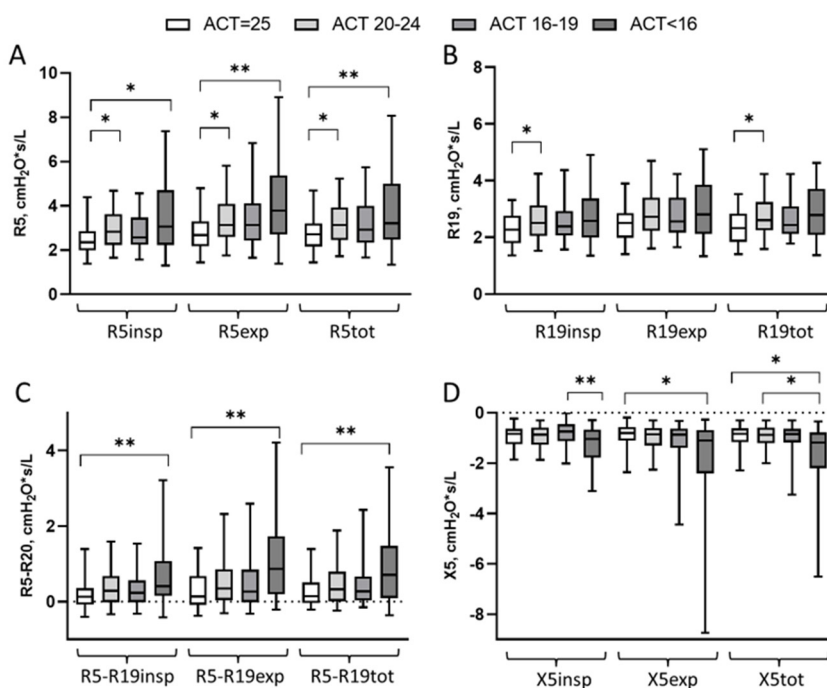 ACT=25 ACT 20-24 ACT 16-19 ACT<16
A
R5, cmH₂O*s/L
10
8
6
4
2
0
* * * ** * **
R5insp R5exp R5tot
B
R19, cmH₂O*s/L
8
6
4
2
0
* *
R19insp R19exp R19tot
C
R5-R20, cmH₂O*s/L
4
2
0
** ** **
R5-R19insp R5-R19exp R5-R19tot
D
X5, cmH₂O*s/L
0
-2
-4
-6
-8
** * * *
X5insp X5exp X5tot